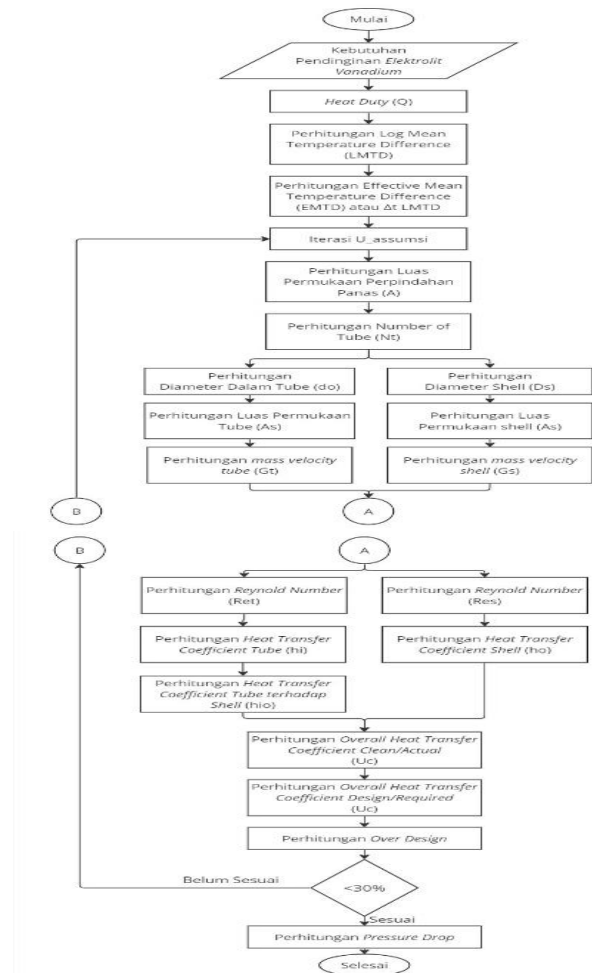 Mulai
Kebutuhan
Pendinginan Elektrolit
Vanadium
Heat Duty (Q)
Perhitungan Log Mean
Temperature Difference
(LMTD)
Perhitungan Effective Mean
Temperature Difference
(EMTD) atau Δt LMTD
Iterasi U_assumsi
Perhitungan Luas
Permukaan Perpindahan
Panas (A)
Perhitungan Number of
Tube (Nt)
Perhitungan
Diameter Dalam Tube (do)
Perhitungan
Diameter Shell (Ds)
Perhitungan Luas Permukaan
Tube (As)
Perhitungan Luas
Permukaan shell (As)
Perhitungan mass velocity
tube (Gt)
Perhitungan mass velocity
shell (Gs)
B
A
B
A
Perhitungan Reynold Number
(Ret)
Perhitungan Reynold Number
(Res)
Perhitungan Heat Transfer
Coefficient Tube (hi)
Perhitungan Heat Transfer
Coefficient Shell (ho)
Perhitungan Heat Transfer
Coefficient Tube terhadap
Shell (hio)
Perhitungan Overall Heat Transfer
Coefficient Clean/Actual
(Uc)
Perhitungan Overall Heat Transfer
Coefficient Design/Required
(Uc)
Perhitungan Over Design
Belum Sesuai
<30%
Sesuai
Perhitungan Pressure Drop
Selesai